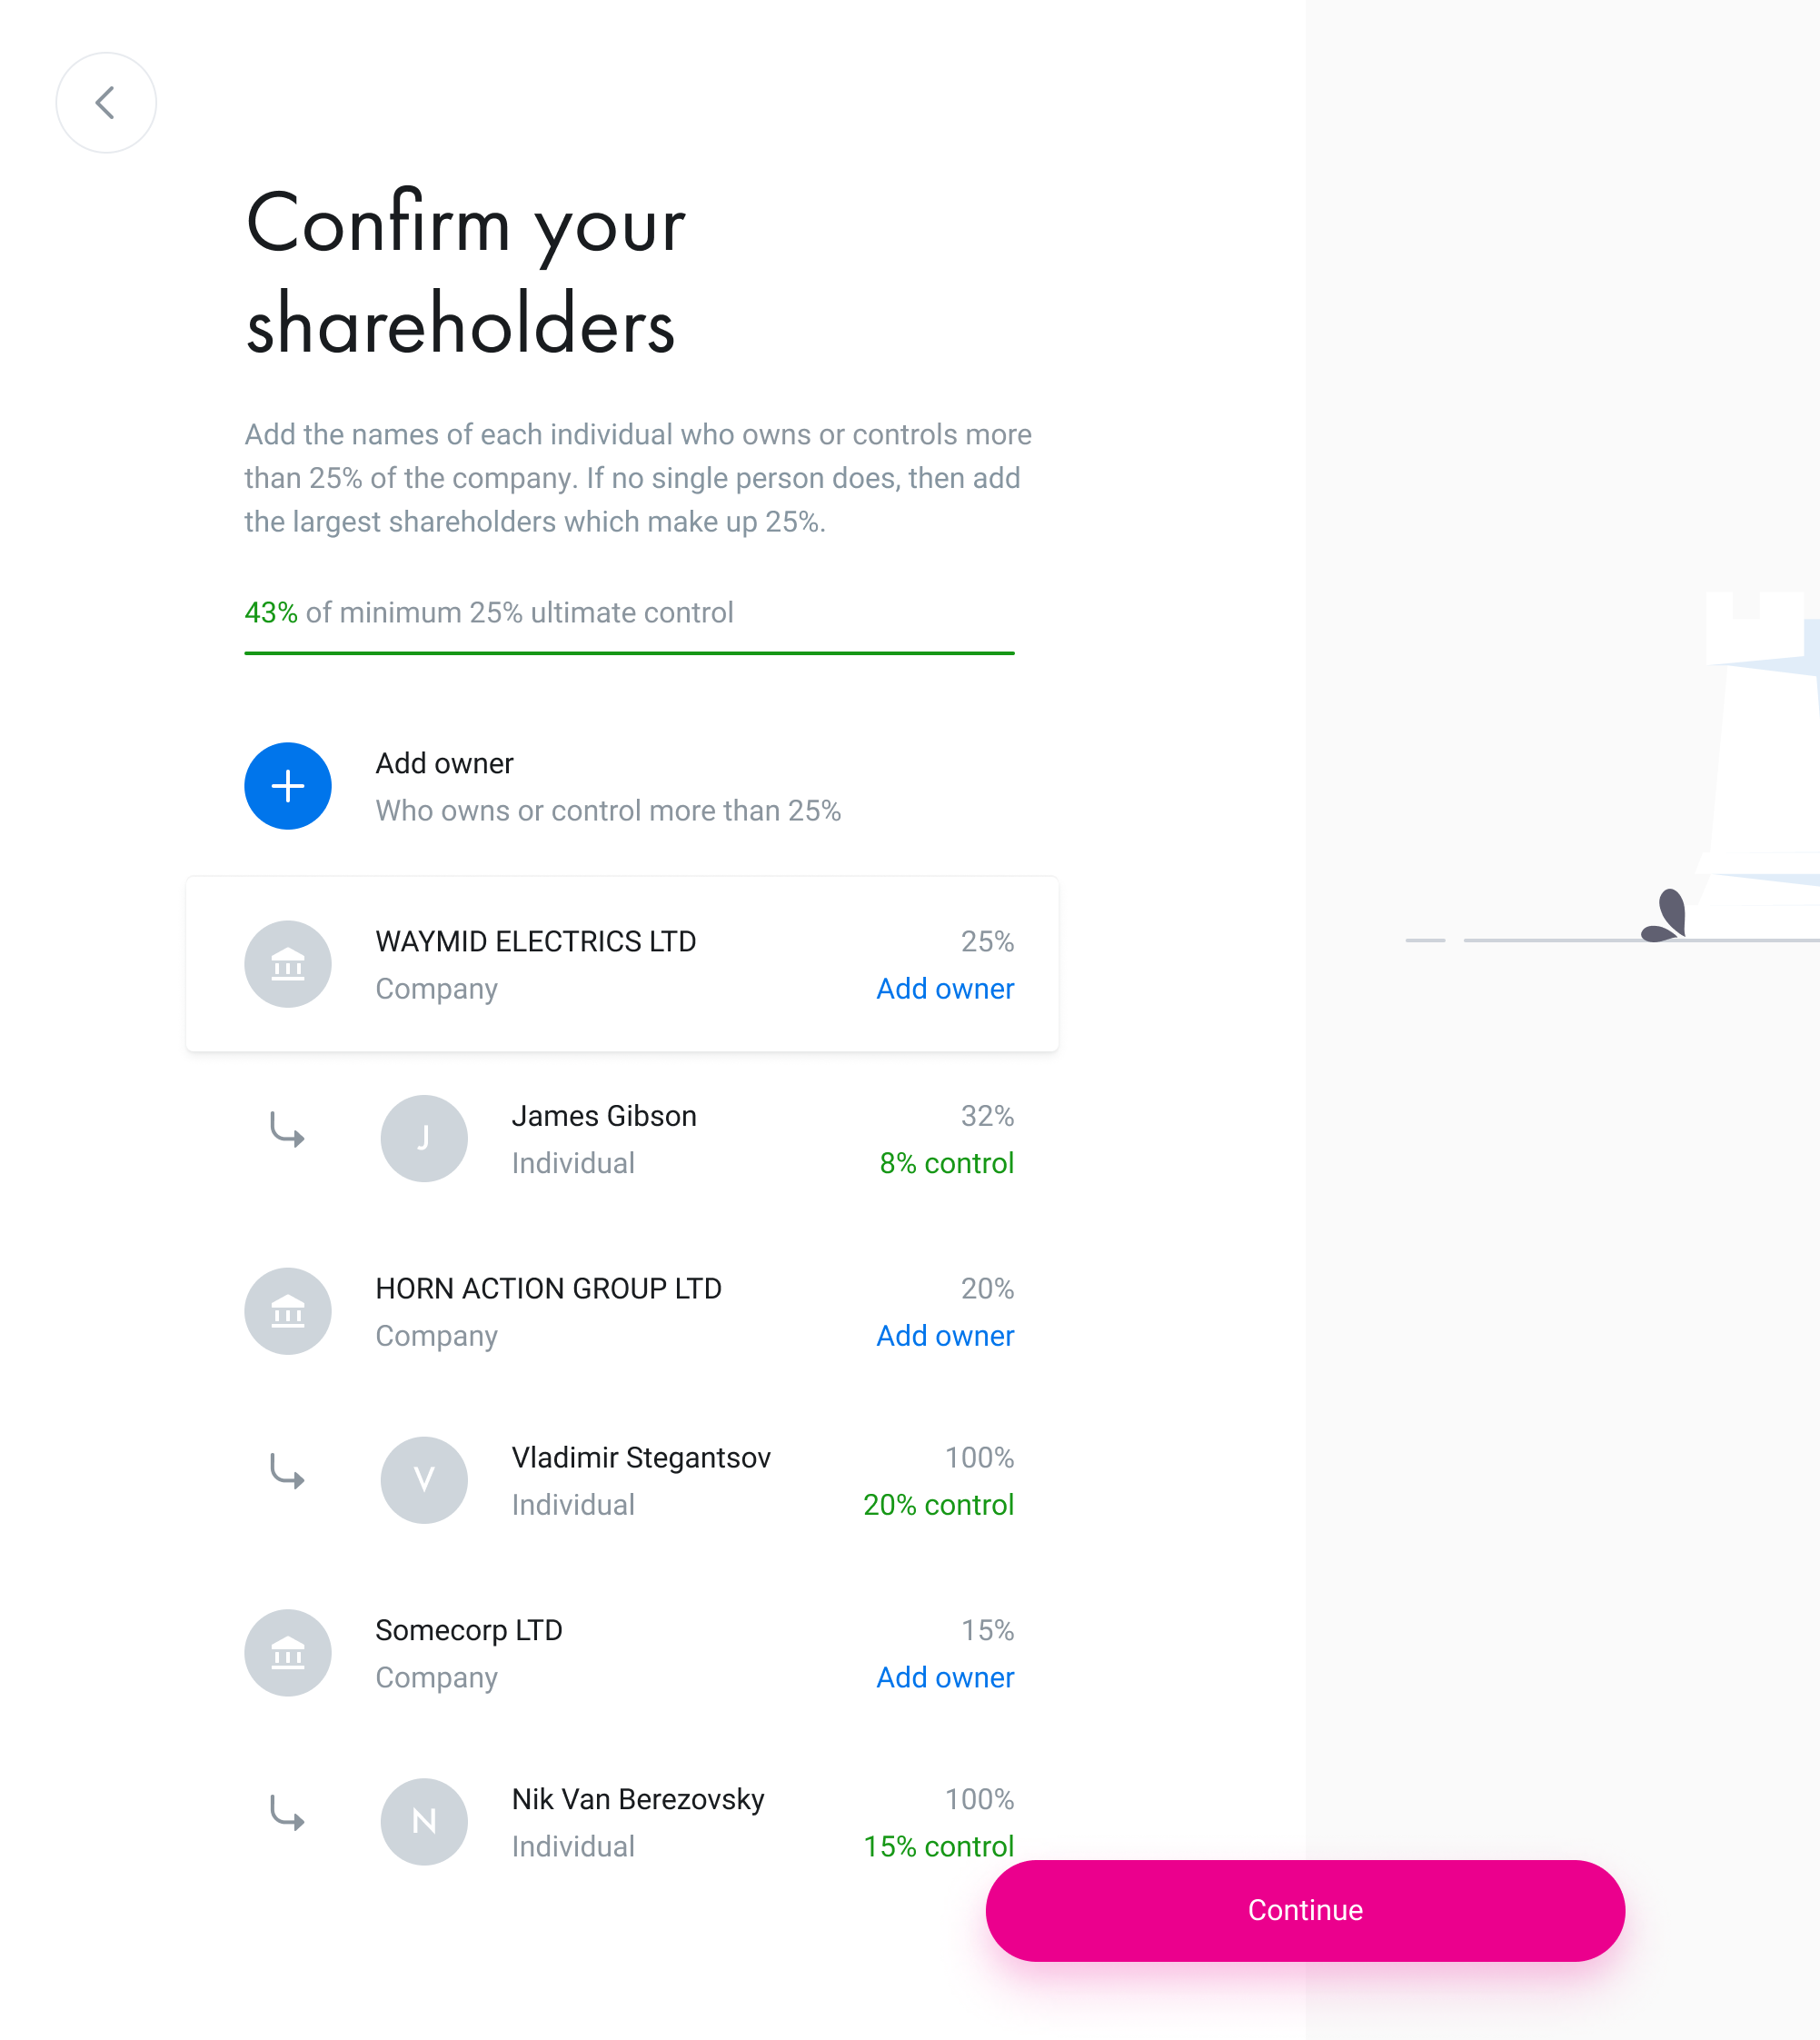 Confirm your
shareholders
Add the names of each individual who owns or controls more
than 25% of the company. If no single person does, then add
the largest shareholders which make up 25%.
43% of minimum 25% ultimate control
Add owner
Who owns or control more than 25%
WAYMID ELECTRICS LTD 25%
Company Add owner
J
James Gibson 32%
Individual 8% control
HORN ACTION GROUP LTD 20%
Company Add owner
V
Vladimir Stegantsov 100%
Individual 20% control
Somecorp LTD 15%
Company Add owner
N
Nik Van Berezovsky 100%
Individual 15% control
Continue